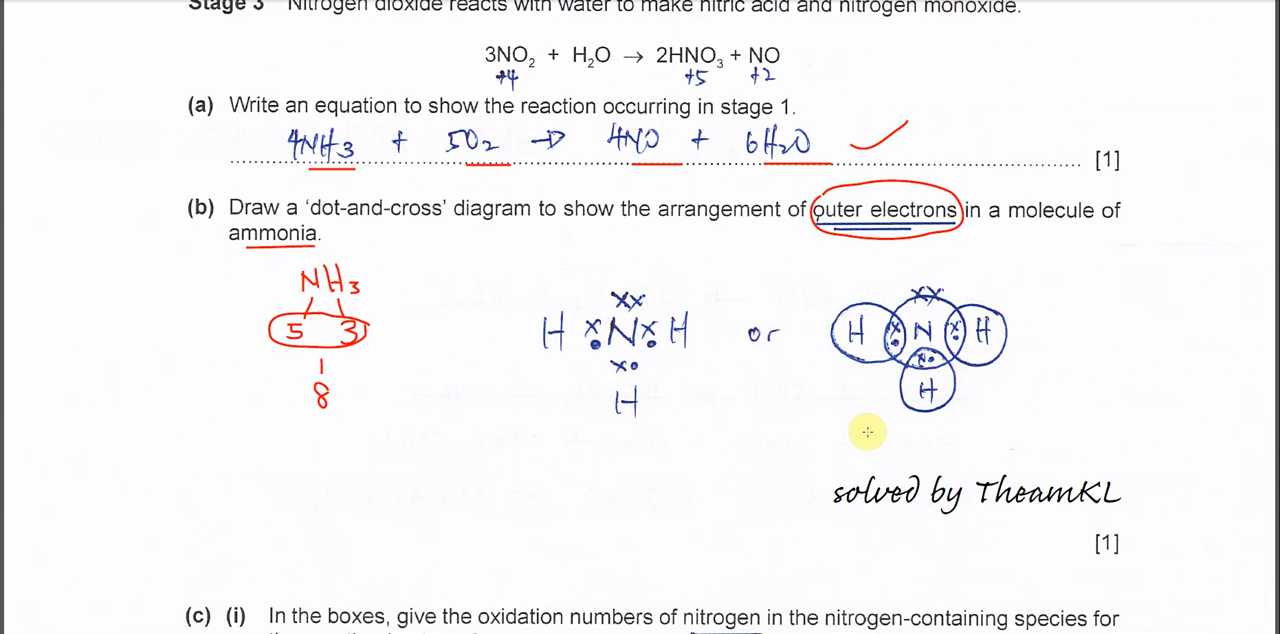 Stage 3 Nitrogen dioxide reacts with water to make nitric acid and nitrogen monoxide.
3NO₂ + H₂O → 2HNO₃ + NO
+4 +5 +2
(a) Write an equation to show the reaction occurring in stage 1.
4NH₃ + 5O₂ → 4NO + 6H₂O
[1]
(b) Draw a ‘dot-and-cross’ diagram to show the arrangement of outer electrons in a molecule of
ammonia.
NH₃
5 3
8
H N H or H N H
H H
solved by TheamKL
[1]
(c) (i) In the boxes, give the oxidation numbers of nitrogen in the nitrogen-containing species for